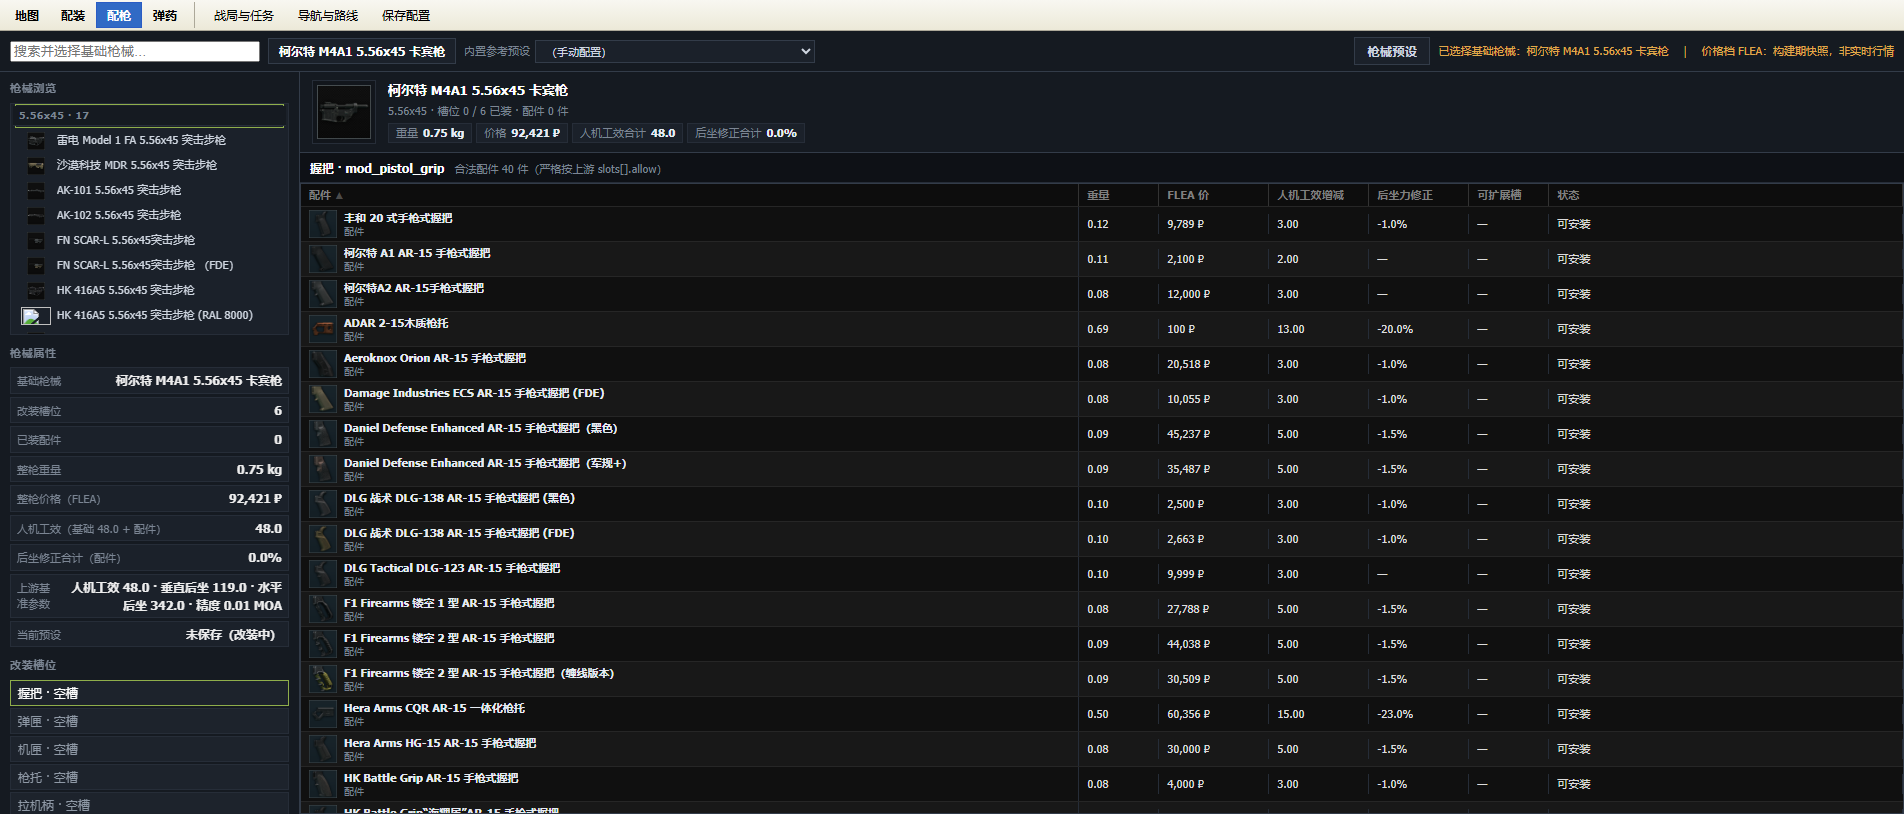 地图 配装 配枪 弹药 战局与任务 导航与路线 保存配置
搜索并选择基础枪械... 柯尔特 M4A1 5.56x45 卡宾枪 内置参考预设 (手动配置) 枪械预设 已选择基础枪械：柯尔特 M4A1 5.56x45 卡宾枪 | 价格档 FLEA：构建期快照，非实时行情
枪械浏览
5.56x45 · 17
雷电 Model 1 FA 5.56x45 突击步枪
沙漠科技 MDR 5.56x45 突击步枪
AK-101 5.56x45 突击步枪
AK-102 5.56x45 突击步枪
FN SCAR-L 5.56x45突击步枪
FN SCAR-L 5.56x45突击步枪 （FDE）
HK 416A5 5.56x45 突击步枪
HK 416A5 5.56x45 突击步枪 (RAL 8000)
枪械属性
基础枪械 柯尔特 M4A1 5.56x45 卡宾枪
改装槽位 6
已装配件 0
整枪重量 0.75 kg
整枪价格（FLEA） 92,421 ₽
人机工效（基础 48.0 + 配件） 48.0
后坐修正合计（配件） 0.0%
上游基准参数 人机工效 48.0 · 垂直后坐 119.0 · 水平后坐 342.0 · 精度 0.01 MOA
当前预设 未保存（改装中）
改装槽位
握把 · 空槽
弹匣 · 空槽
机匣 · 空槽
枪托 · 空槽
拉机柄 · 空槽
柯尔特 M4A1 5.56x45 卡宾枪
5.56x45 · 槽位 0 / 6 已装 · 配件 0 件
重量 0.75 kg 价格 92,421 ₽ 人机工效合计 48.0 后坐修正合计 0.0%
握把 · mod_pistol_grip 合法配件 40 件（严格按上游 slots[].allow）
配件 ▲ 重量 FLEA 价 人机工效增减 后坐力修正 可扩展槽 状态
丰和 20 式手枪式握把 0.12 9,789 ₽ 3.00 -1.0% — 可安装
配件
柯尔特 A1 AR-15 手枪式握把 0.11 2,100 ₽ 2.00 — — 可安装
配件
柯尔特A2 AR-15手枪式握把 0.08 12,000 ₽ 3.00 — — 可安装
配件
ADAR 2-15木质枪托 0.69 100 ₽ 13.00 -20.0% — 可安装
配件
Aeroknox Orion AR-15 手枪式握把 0.08 20,518 ₽ 3.00 -1.0% — 可安装
配件
Damage Industries ECS AR-15 手枪式握把 (FDE) 0.08 10,055 ₽ 3.00 -1.0% — 可安装
配件
Daniel Defense Enhanced AR-15 手枪式握把（黑色） 0.09 45,237 ₽ 5.00 -1.5% — 可安装
配件
Daniel Defense Enhanced AR-15 手枪式握把（军规+） 0.09 35,487 ₽ 5.00 -1.5% — 可安装
配件
DLG 战术 DLG-138 AR-15 手枪式握把 (黑色) 0.10 2,500 ₽ 3.00 -1.0% — 可安装
配件
DLG 战术 DLG-138 AR-15 手枪式握把 (FDE) 0.10 2,663 ₽ 3.00 -1.0% — 可安装
配件
DLG Tactical DLG-123 AR-15 手枪式握把 0.10 9,999 ₽ 3.00 — — 可安装
配件
F1 Firearms 镂空 1 型 AR-15 手枪式握把 0.08 27,788 ₽ 5.00 -1.5% — 可安装
配件
F1 Firearms 镂空 2 型 AR-15 手枪式握把 0.09 44,038 ₽ 5.00 -1.5% — 可安装
配件
F1 Firearms 镂空 2 型 AR-15 手枪式握把（缠线版本） 0.09 30,509 ₽ 5.00 -1.5% — 可安装
配件
Hera Arms CQR AR-15 一体化枪托 0.50 60,356 ₽ 15.00 -23.0% — 可安装
配件
Hera Arms HG-15 AR-15 手枪式握把 0.08 30,000 ₽ 5.00 -1.5% — 可安装
配件
HK Battle Grip AR-15 手枪式握把 0.08 4,000 ₽ 3.00 -1.0% — 可安装
配件